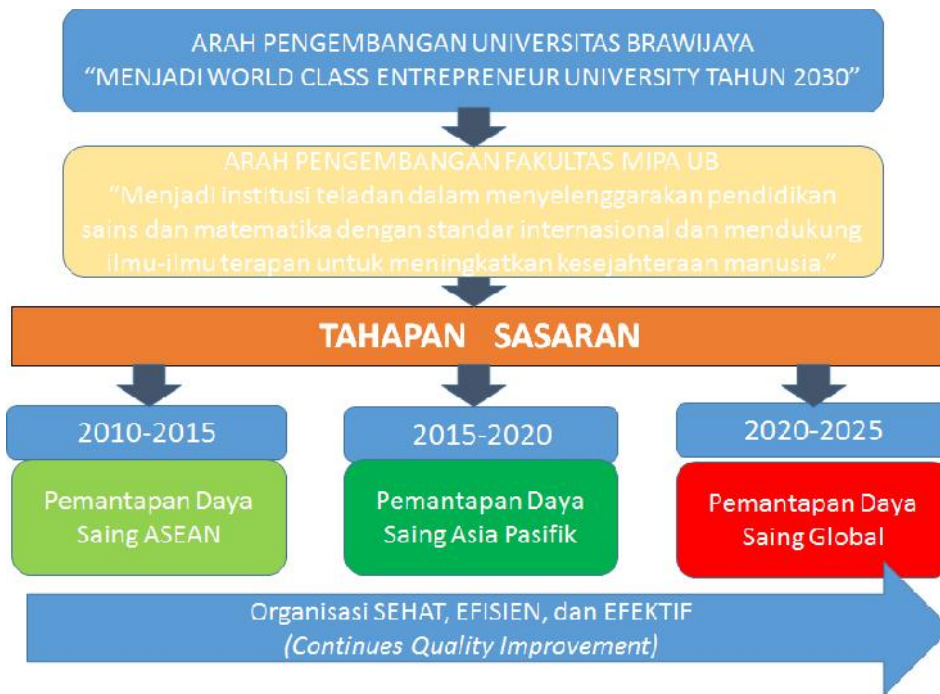 ARAH PENGEMBANGAN UNIVERSITAS BRAWIJAYA
“MENJADI WORLD CLASS ENTREPRENEUR UNIVERSITY TAHUN 2030”
ARAH PENGEMBANGAN FAKULTAS MIPA UB
“Menjadi institusi teladan dalam menyelenggarakan pendidikan
sains dan matematika dengan standar internasional dan mendukung
ilmu-ilmu terapan untuk meningkatkan kesejahteraan manusia.”
TAHAPAN SASARAN
2010-2015
Pemantapan Daya
Saing ASEAN
2015-2020
Pemantapan Daya
Saing Asia Pasifik
2020-2025
Pemantapan Daya
Saing Global
Organisasi SEHAT, EFISIEN, dan EFEKTIF
(Continues Quality Improvement)